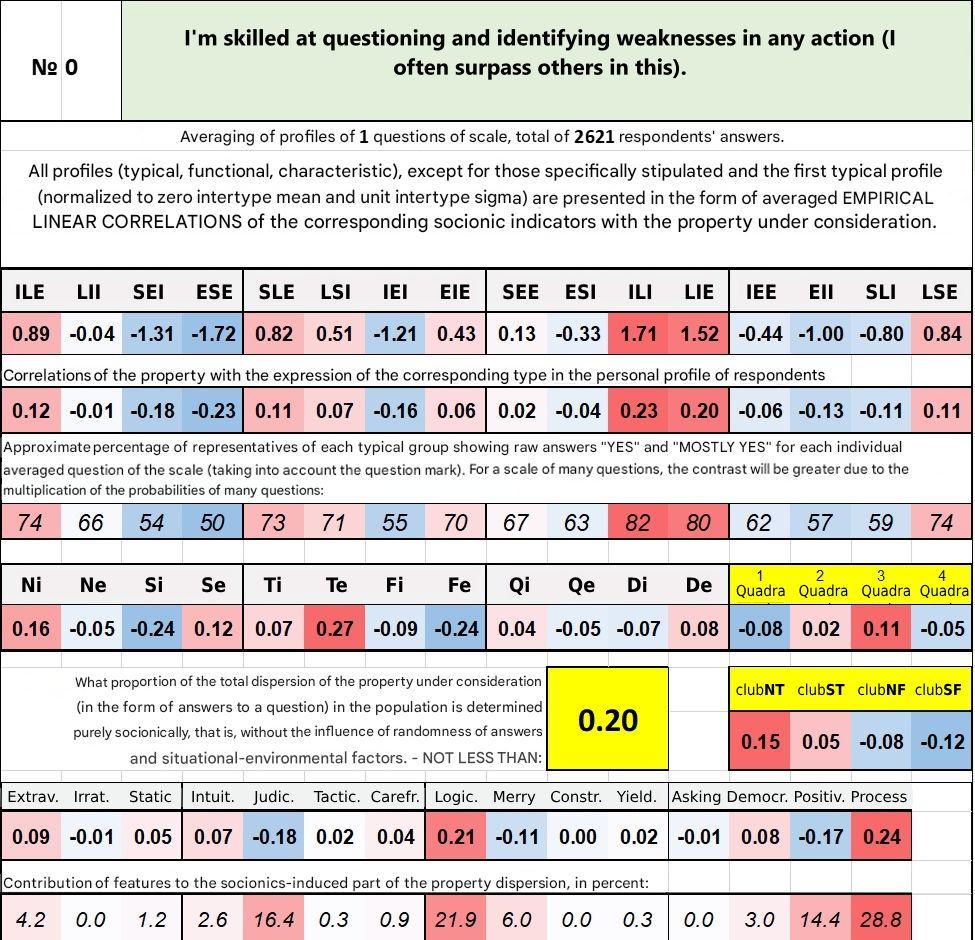 № 0
I'm skilled at questioning and identifying weaknesses in any action (I
often surpass others in this).
Averaging of profiles of 1 questions of scale, total of 2621 respondents' answers.
All profiles (typical, functional, characteristic), except for those specifically stipulated and the first typical profile
(normalized to zero intertype mean and unit intertype sigma) are presented in the form of averaged EMPIRICAL
LINEAR CORRELATIONS of the corresponding socionic indicators with the property under consideration.
ILE LII SEI ESE SLE LSI IEI EIE SEE ESI ILI LIE IEE EII SLI LSE
0.89 -0.04 -1.31 -1.72 0.82 0.51 -1.21 0.43 0.13 -0.33 1.71 1.52 -0.44 -1.00 -0.80 0.84
Correlations of the property with the expression of the corresponding type in the personal profile of respondents
0.12 -0.01 -0.18 -0.23 0.11 0.07 -0.16 0.06 0.02 -0.04 0.23 0.20 -0.06 -0.13 -0.11 0.11
Approximate percentage of representatives of each typical group showing raw answers "YES" and "MOSTLY YES" for each individual
averaged question of the scale (taking into account the question mark). For a scale of many questions, the contrast will be greater due to the
multiplication of the probabilities of many questions:
74 66 54 50 73 71 55 70 67 63 82 80 62 57 59 74
Ni Ne Si Se Ti Te Fi Fe Qi Qe Di De 1 2 3 4
Quadra Quadra Quadra Quadra
0.16 -0.05 -0.24 0.12 0.07 0.27 -0.09 -0.24 0.04 -0.05 -0.07 0.08 -0.08 0.02 0.11 -0.05
What proportion of the total dispersion of the property under consideration
(in the form of answers to a question) in the population is determined
purely socionically, that is, without the influence of randomness of answers
and situational-environmental factors. - NOT LESS THAN:
0.20
clubNT clubST clubNF clubSF
0.15 0.05 -0.08 -0.12
Extrav. Irrat. Static Intuit. Judic. Tactic. Carefr. Logic. Merry Constr. Yield. Asking Democr. Positiv. Process
0.09 -0.01 0.05 0.07 -0.18 0.02 0.04 0.21 -0.11 0.00 0.02 -0.01 0.08 -0.17 0.24
Contribution of features to the socionics-induced part of the property dispersion, in percent:
4.2 0.0 1.2 2.6 16.4 0.3 0.9 21.9 6.0 0.0 0.3 0.0 3.0 14.4 28.8